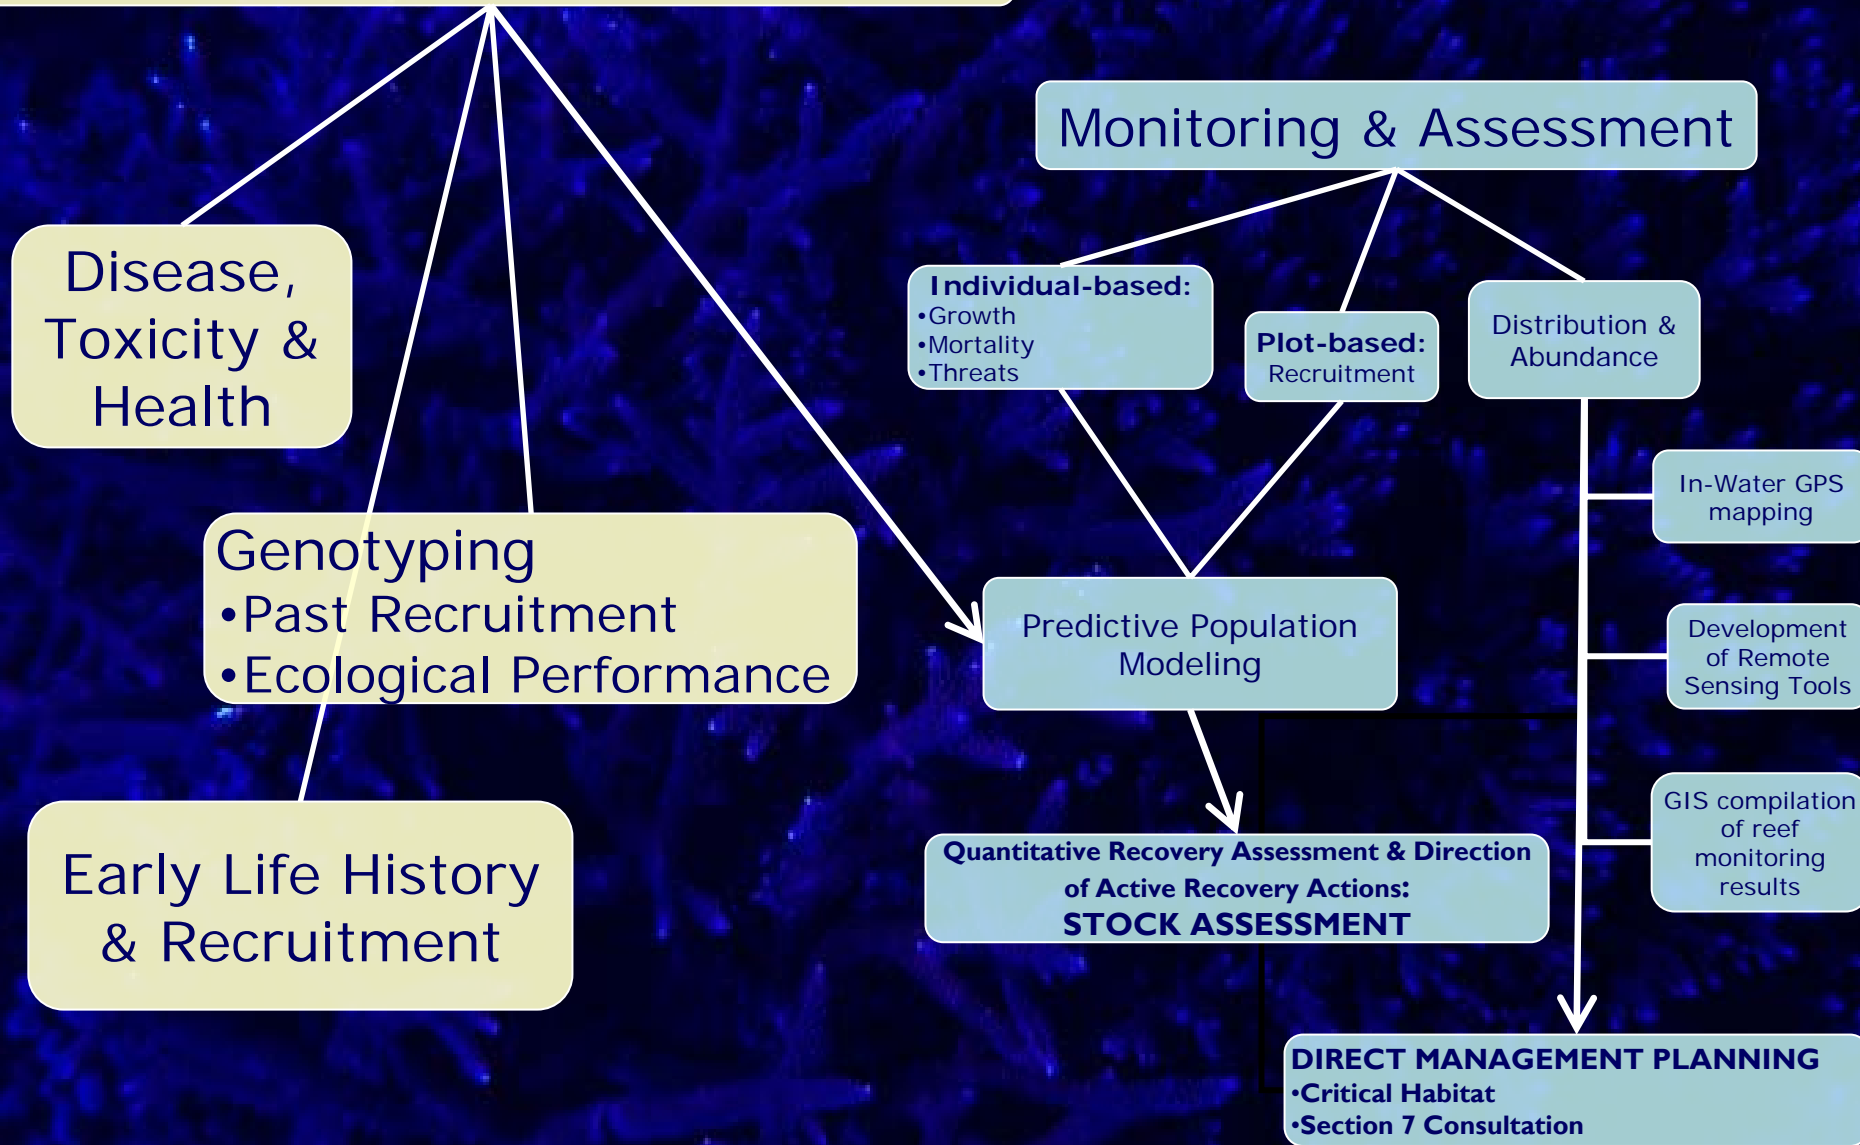 Monitoring & Assessment
Disease,
Toxicity &
Health
Individual-based:
•Growth
•Mortality
•Threats
Plot-based:
Recruitment
Distribution &
Abundance
In-Water GPS
mapping
Genotyping
•Past Recruitment
•Ecological Performance
Predictive Population
Modeling
Development
of Remote
Sensing Tools
GIS compilation
of reef
monitoring
results
Early Life History
& Recruitment
Quantitative Recovery Assessment & Direction
of Active Recovery Actions:
STOCK ASSESSMENT
DIRECT MANAGEMENT PLANNING
•Critical Habitat
•Section 7 Consultation